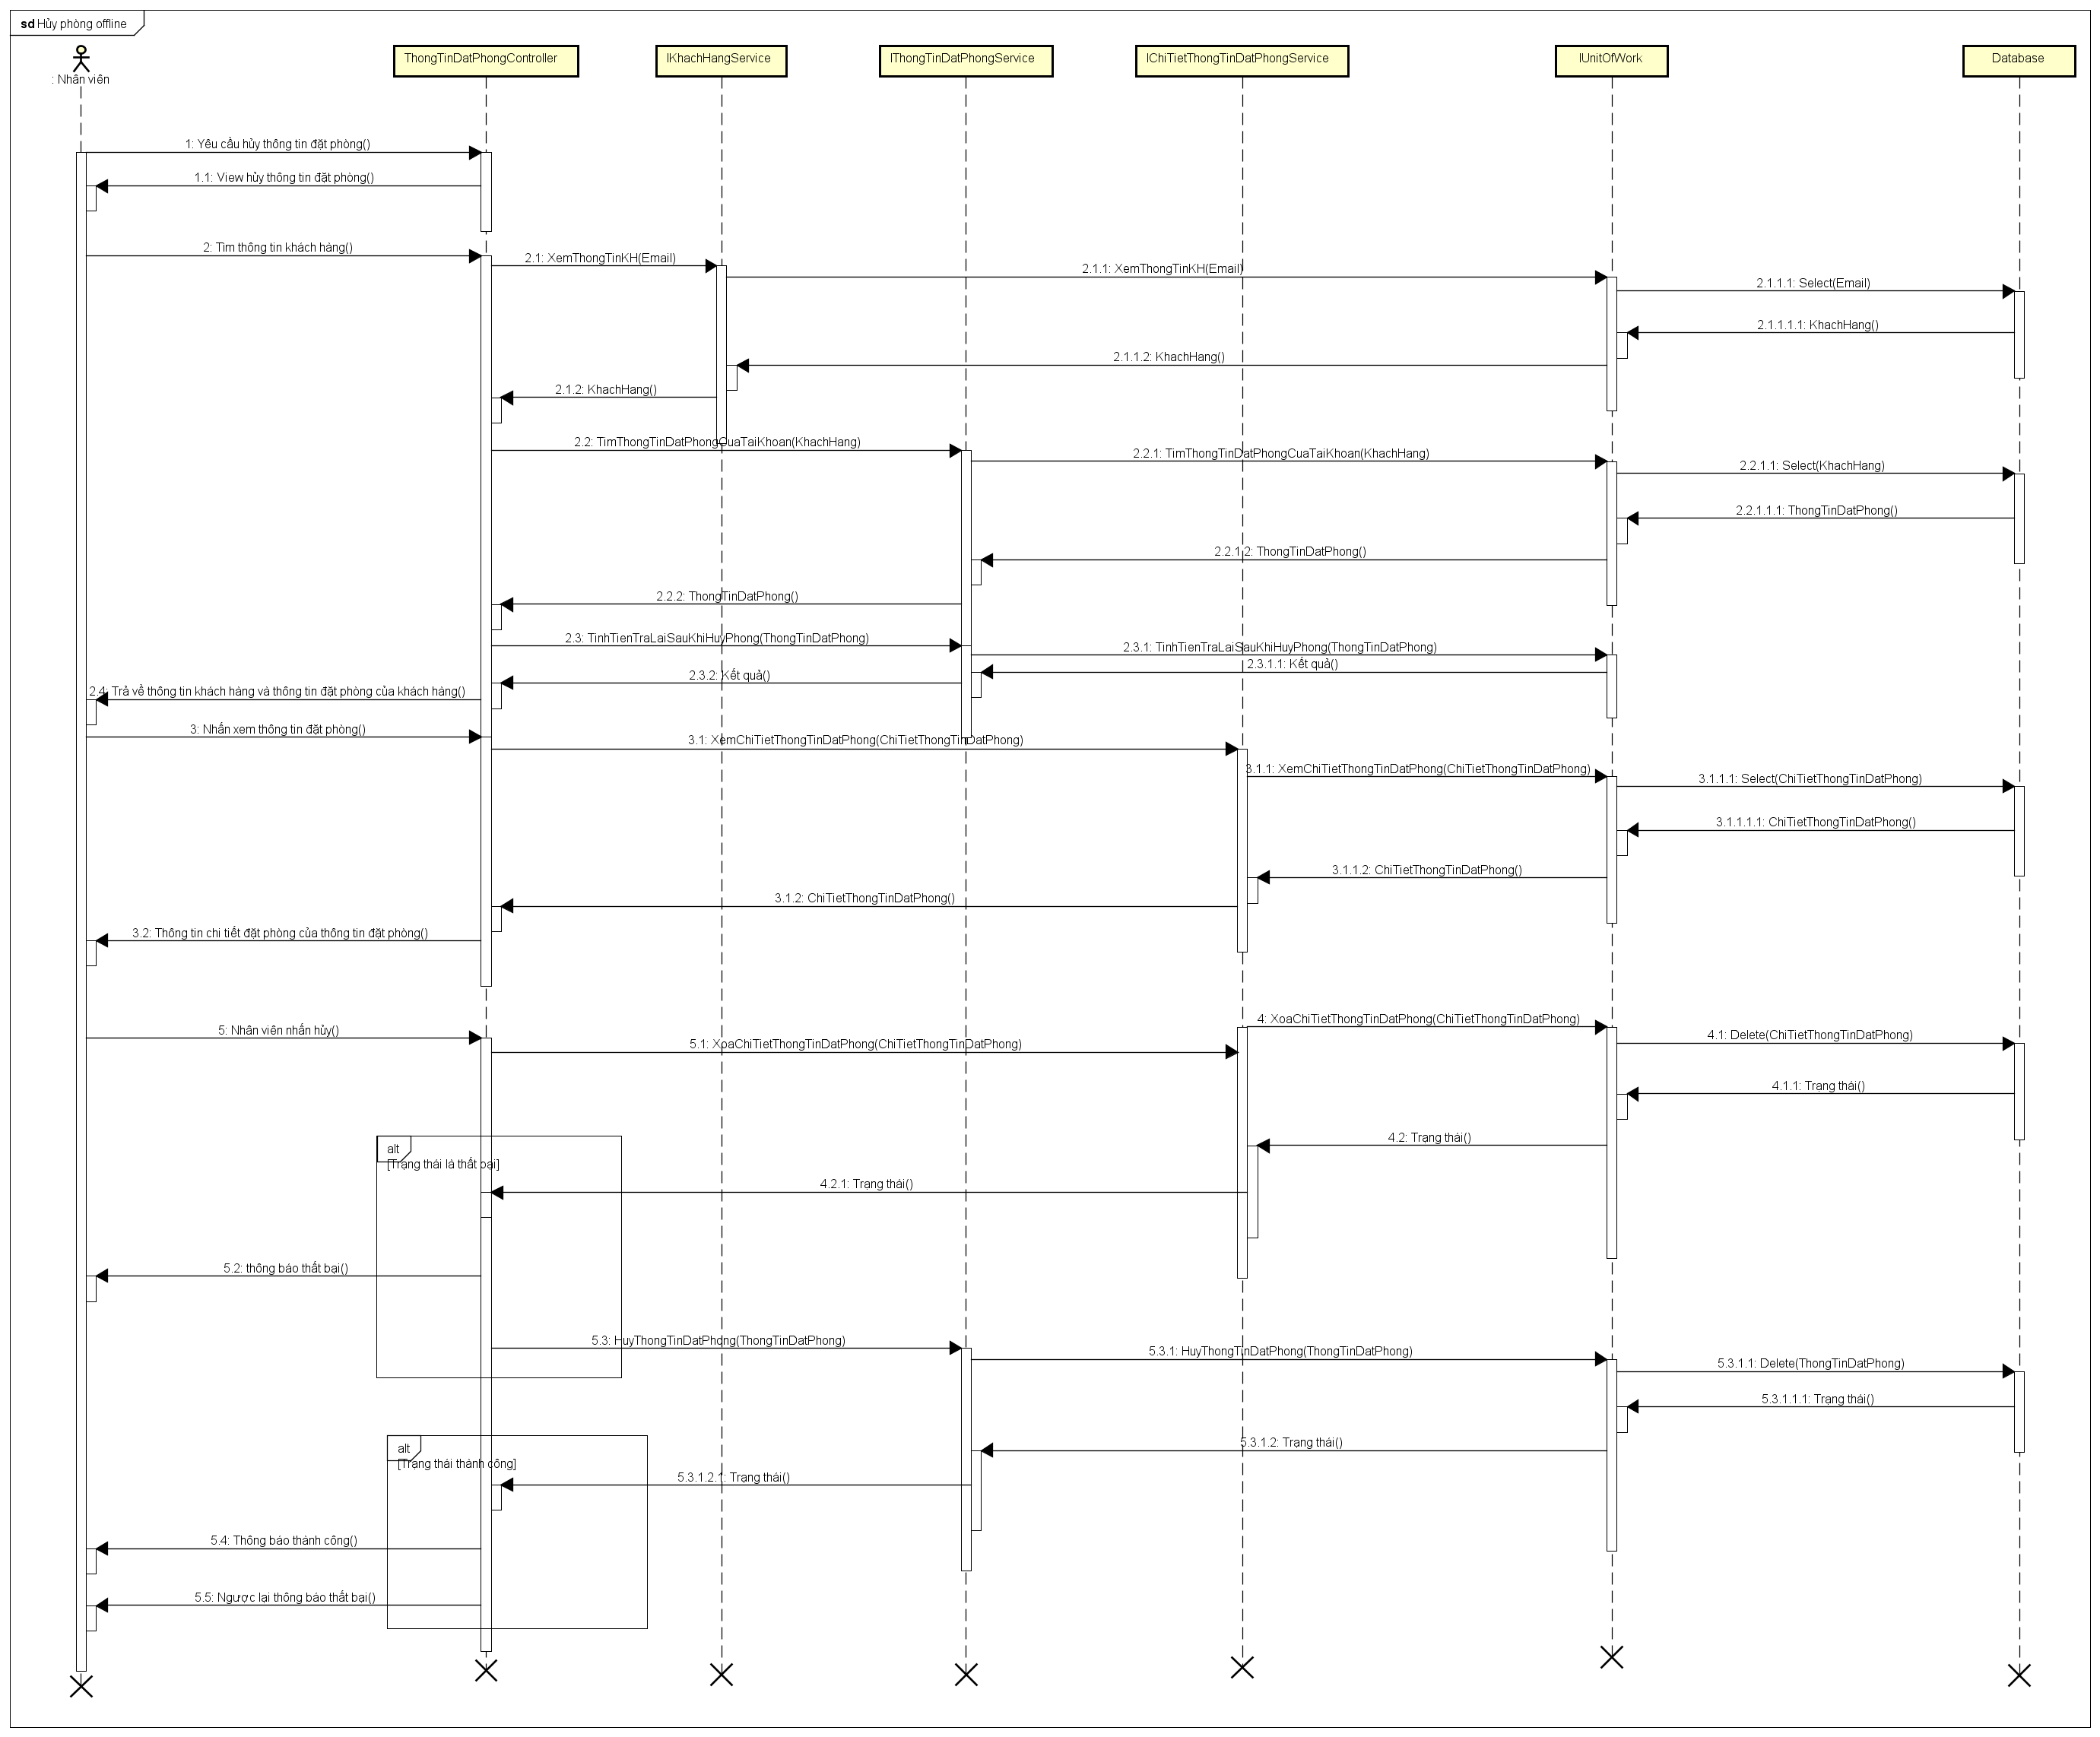 sd Hủy phòng offline
: Nhân viên
ThongTinDatPhongController
IKhachHangService
IThongTinDatPhongService
IChiTietThongTinDatPhongService
IUnitOfWork
Database
1: Yêu cầu hủy thông tin đặt phòng()
1.1: View hủy thông tin đặt phòng()
2: Tìm thông tin khách hàng()
2.1: XemThongTinKH(Email)
2.1.1: XemThongTinKH(Email)
2.1.1.1: Select(Email)
2.1.1.1.1: KhachHang()
2.1.1.2: KhachHang()
2.1.2: KhachHang()
2.2: TimThongTinDatPhongCuaTaiKhoan(KhachHang)
2.2.1: TimThongTinDatPhongCuaTaiKhoan(KhachHang)
2.2.1.1: Select(KhachHang)
2.2.1.1.1: ThongTinDatPhong()
2.2.1.2: ThongTinDatPhong()
2.2.2: ThongTinDatPhong()
2.3: TinhTienTraLaiSauKhiHuyPhong(ThongTinDatPhong)
2.3.1: TinhTienTraLaiSauKhiHuyPhong(ThongTinDatPhong)
2.3.1.1: Kết quả()
2.3.2: Kết quả()
2.4: Trả về thông tin khách hàng và thông tin đặt phòng của khách hàng()
3: Nhấn xem thông tin đặt phòng()
3.1: XemChiTietThongTinDatPhong(ChiTietThongTinDatPhong)
3.1.1: XemChiTietThongTinDatPhong(ChiTietThongTinDatPhong)
3.1.1.1: Select(ChiTietThongTinDatPhong)
3.1.1.1.1: ChiTietThongTinDatPhong()
3.1.1.2: ChiTietThongTinDatPhong()
3.1.2: ChiTietThongTinDatPhong()
3.2: Thông tin chi tiết đặt phòng của thông tin đặt phòng()
4: XoaChiTietThongTinDatPhong(ChiTietThongTinDatPhong)
5: Nhân viên nhấn hủy()
4.1: Delete(ChiTietThongTinDatPhong)
5.1: XoaChiTietThongTinDatPhong(ChiTietThongTinDatPhong)
4.1.1: Trạng thái()
4.2: Trạng thái()
alt
[Trạng thái là thất bại]
4.2.1: Trạng thái()
5.2: thông báo thất bại()
5.3: HuyThongTinDatPhong(ThongTinDatPhong)
5.3.1: HuyThongTinDatPhong(ThongTinDatPhong)
5.3.1.1: Delete(ThongTinDatPhong)
5.3.1.1.1: Trạng thái()
5.3.1.2: Trạng thái()
alt
[Trạng thái thành công]
5.3.1.2.1: Trạng thái()
5.4: Thông báo thành công()
5.5: Ngược lại thông báo thất bại()